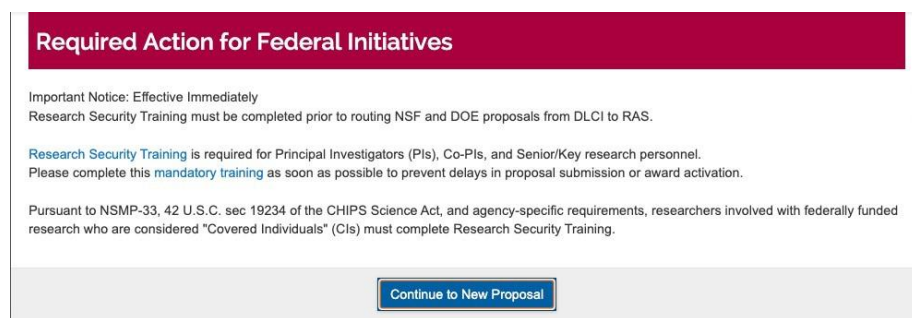 Required Action for Federal Initiatives
Important Notice: Effective Immediately
Research Security Training must be completed prior to routing NSF and DOE proposals from DLCI to RAS.
Research Security Training is required for Principal Investigators (PIs), Co-PIs, and Senior/Key research personnel.
Please complete this mandatory training as soon as possible to prevent delays in proposal submission or award activation.
Pursuant to NSMP-33, 42 U.S.C. sec 19234 of the CHIPS Science Act, and agency-specific requirements, researchers involved with federally funded
research who are considered "Covered Individuals" (CIs) must complete Research Security Training.
Continue to New Proposal